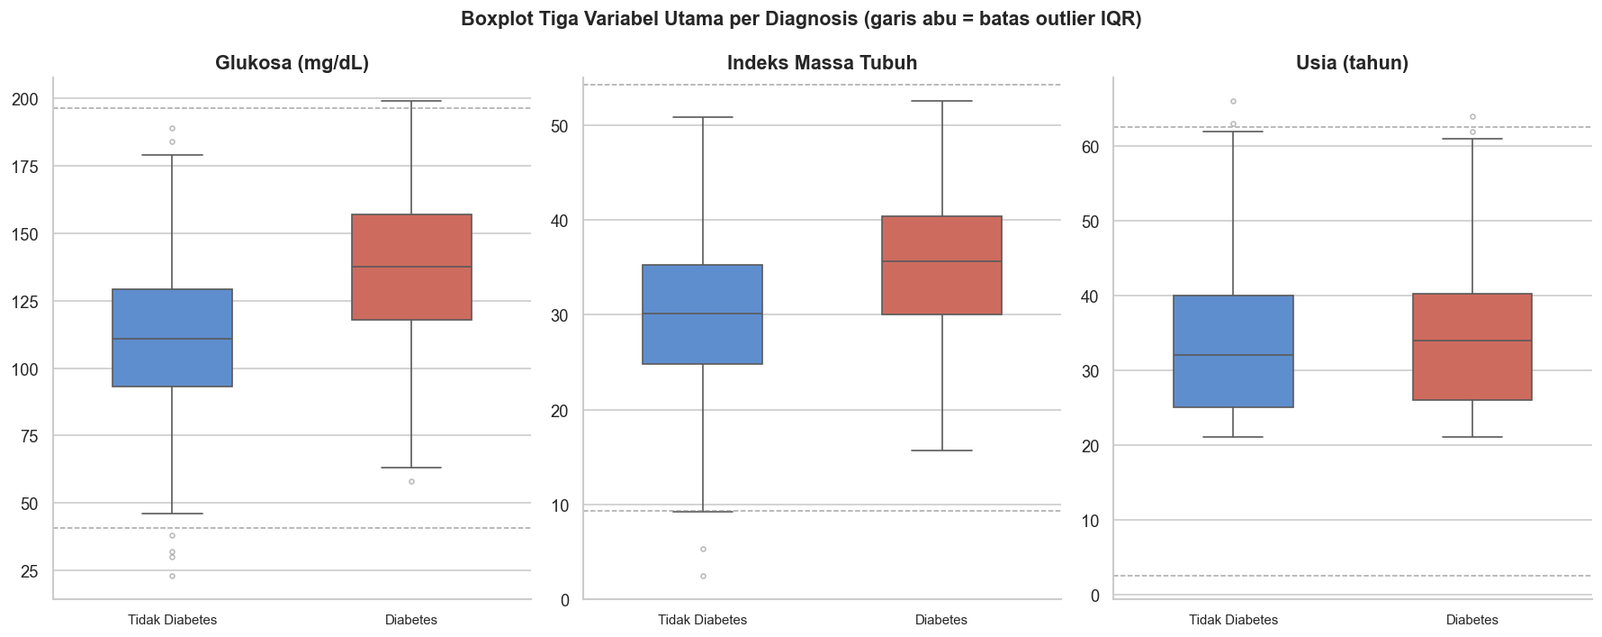 Boxplot Tiga Variabel Utama per Diagnosis (garis abu = batas outlier IQR)
Glukosa (mg/dL)
200
175
150
125
100
75
50
25
Tidak Diabetes
Diabetes
Indeks Massa Tubuh
50
40
30
20
10
0
Tidak Diabetes
Diabetes
Usia (tahun)
60
50
40
30
20
10
0
Tidak Diabetes
Diabetes